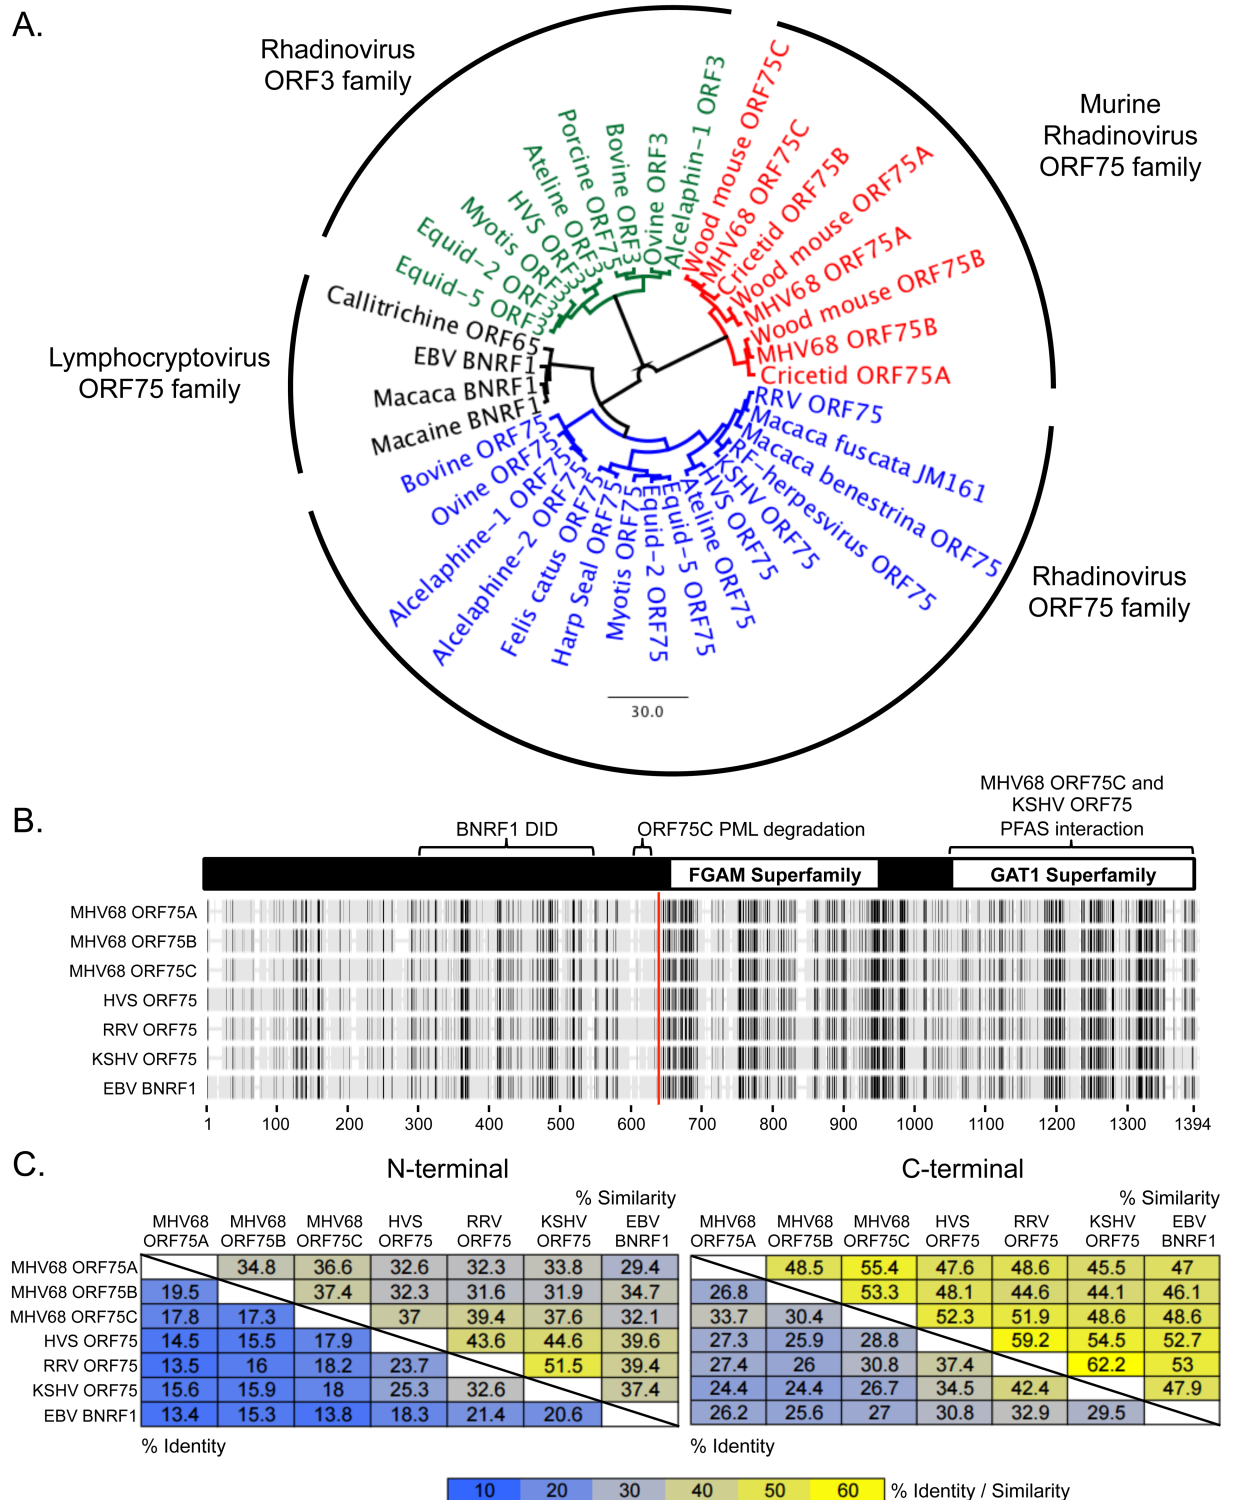 A.
Rhadinovirus
ORF3 family
Murine
Rhadinovirus
ORF75 family
Lymphocryptovirus
ORF75 family
Rhadinovirus
ORF75 family
Equid-5 ORF3
Equid-2 ORF3
Myotis ORF3
HVS ORF3
Ateline ORF3
Porcine ORF75
Bovine ORF3
Ovine ORF3
Alcelaphin-1 ORF3
Wood mouse ORF75C
MHV68 ORF75C
Cricetid ORF75B
Wood mouse ORF75A
MHV68 ORF75A
Wood mouse ORF75B
MHV68 ORF75B
Cricetid ORF75A
RRV ORF75
Macaca fuscata JM161
Macaca benestrina ORF75
RF-herpesvirus ORF75
KSHV ORF75
HVS ORF75
Ateline ORF75
Equid-5 ORF75
Equid-2 ORF75
Myotis ORF75
Harp Seal ORF75
Felis catus ORF75
Alcelaphine-2 ORF75
Alcelaphine-1 ORF75
Ovine ORF75
Bovine ORF75
Macaine BNRF1
Macaca BNRF1
EBV BNRF1
Callitrichine ORF65
30.0
B.
MHV68 ORF75C and
KSHV ORF75
PFAS interaction
BNRF1 DID
ORF75C PML degradation
FGAM Superfamily
GAT1 Superfamily
MHV68 ORF75A
MHV68 ORF75B
MHV68 ORF75C
HVS ORF75
RRV ORF75
KSHV ORF75
EBV BNRF1
1 100 200 300 400 500 600 700 800 900 1000 1100 1200 1300 1394
C.
N-terminal
% Similarity
MHV68 MHV68 MHV68 HVS RRV KSHV EBV
ORF75A ORF75B ORF75C ORF75 ORF75 ORF75 BNRF1
MHV68 ORF75A 34.8 36.6 32.6 32.3 33.8 29.4
MHV68 ORF75B 19.5 37.4 32.3 31.6 31.9 34.7
MHV68 ORF75C 17.8 17.3 37 39.4 37.6 32.1
HVS ORF75 14.5 15.5 17.9 43.6 44.6 39.6
RRV ORF75 13.5 16 18.2 23.7 51.5 39.4
KSHV ORF75 15.6 15.9 18 25.3 32.6 37.4
EBV BNRF1 13.4 15.3 13.8 18.3 21.4 20.6
% Identity
C-terminal
% Similarity
MHV68 MHV68 MHV68 HVS RRV KSHV EBV
ORF75A ORF75B ORF75C ORF75 ORF75 ORF75 BNRF1
48.5 55.4 47.6 48.6 45.5 47
26.8 53.3 48.1 44.6 44.1 46.1
33.7 30.4 52.3 51.9 48.6 48.6
27.3 25.9 28.8 59.2 54.5 52.7
27.4 26 30.8 37.4 62.2 53
24.4 24.4 26.7 34.5 42.4 47.9
26.2 25.6 27 30.8 32.9 29.5
% Identity
10 20 30 40 50 60 % Identity / Similarity